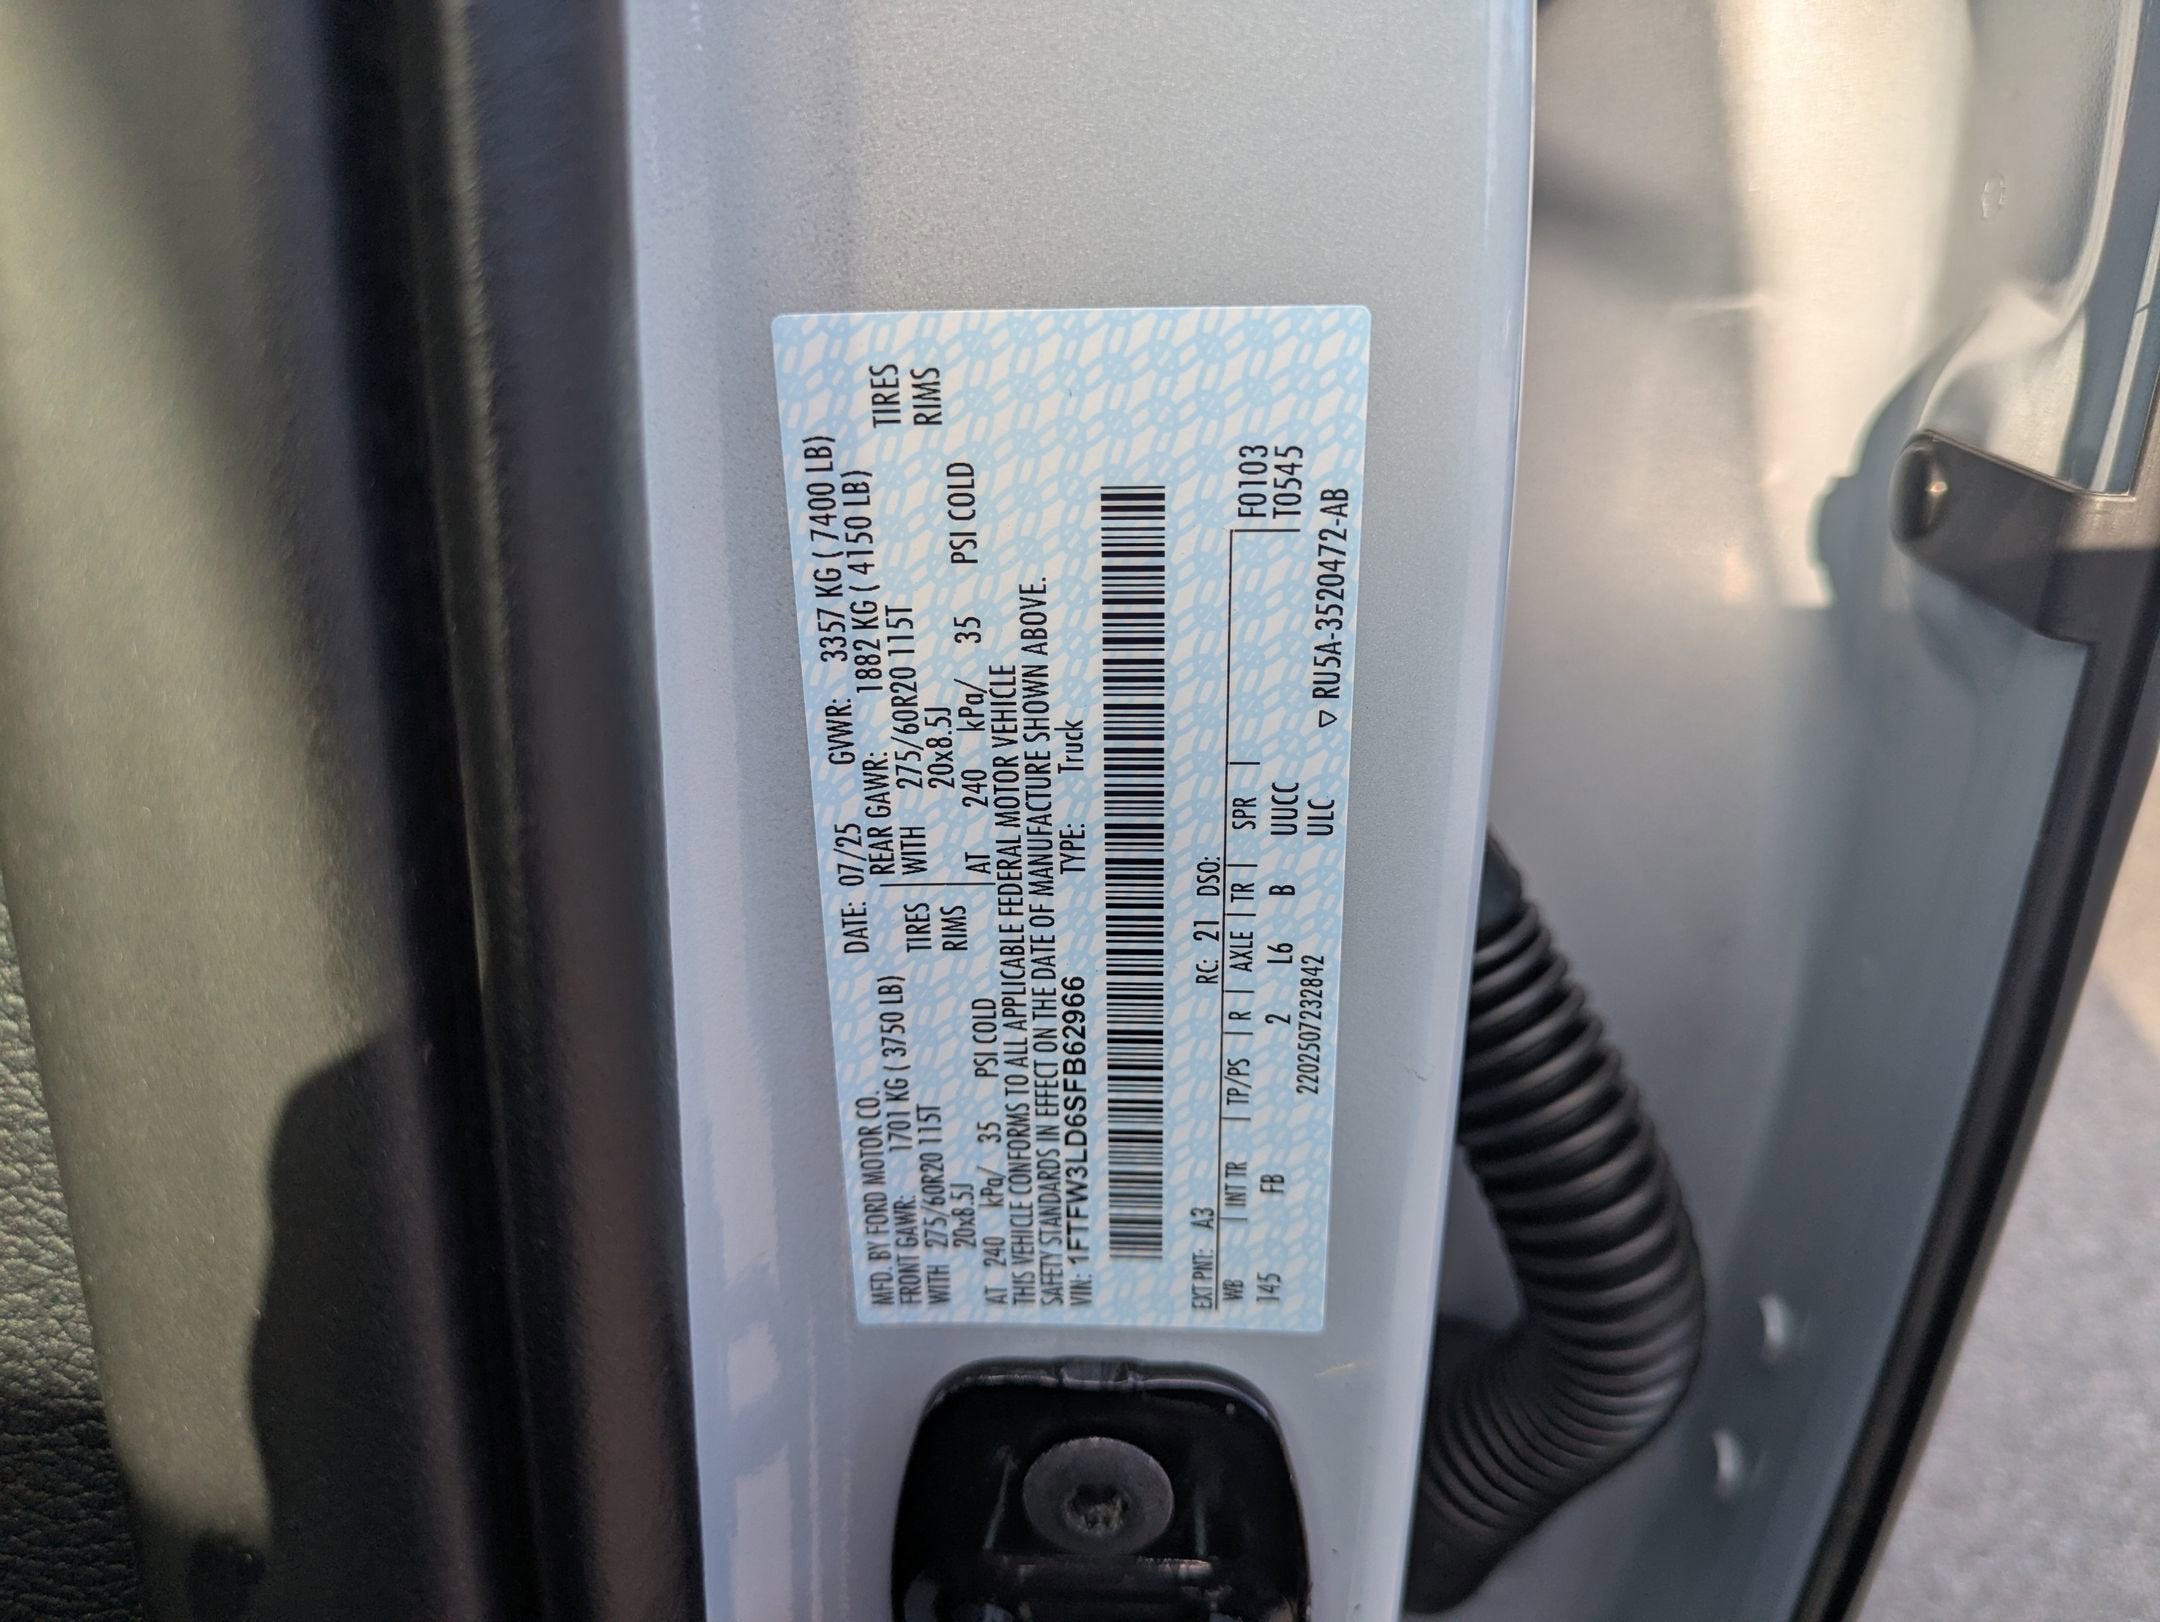 MFD. BY FORD MOTOR CO. DATE: 07/25 GVWR: 3357 KG ( 7400 LB)
FRONT GAWR: 1701 KG ( 3750 LB) REAR GAWR: 1882 KG ( 4150 LB)
WITH 275/60R20 115T TIRES WITH 275/60R20 115T TIRES
20x8.5J RIMS 20x8.5J RIMS
AT 240 kPa/ 35 PSI COLD AT 240 kPa/ 35 PSI COLD
THIS VEHICLE CONFORMS TO ALL APPLICABLE FEDERAL MOTOR VEHICLE
SAFETY STANDARDS IN EFFECT ON THE DATE OF MANUFACTURE SHOWN ABOVE.
VIN: 1FTFW3LD6SFB62966 TYPE: Truck
EXT PNT: A3 RC: 21 DSO:
WB | INT TR | TP/PS | R | AXLE | TR | SPR | F0103
145 FB 2 L6 B UUCC T0545
2202507232842 ULC ▽ RU5A-3520472-AB